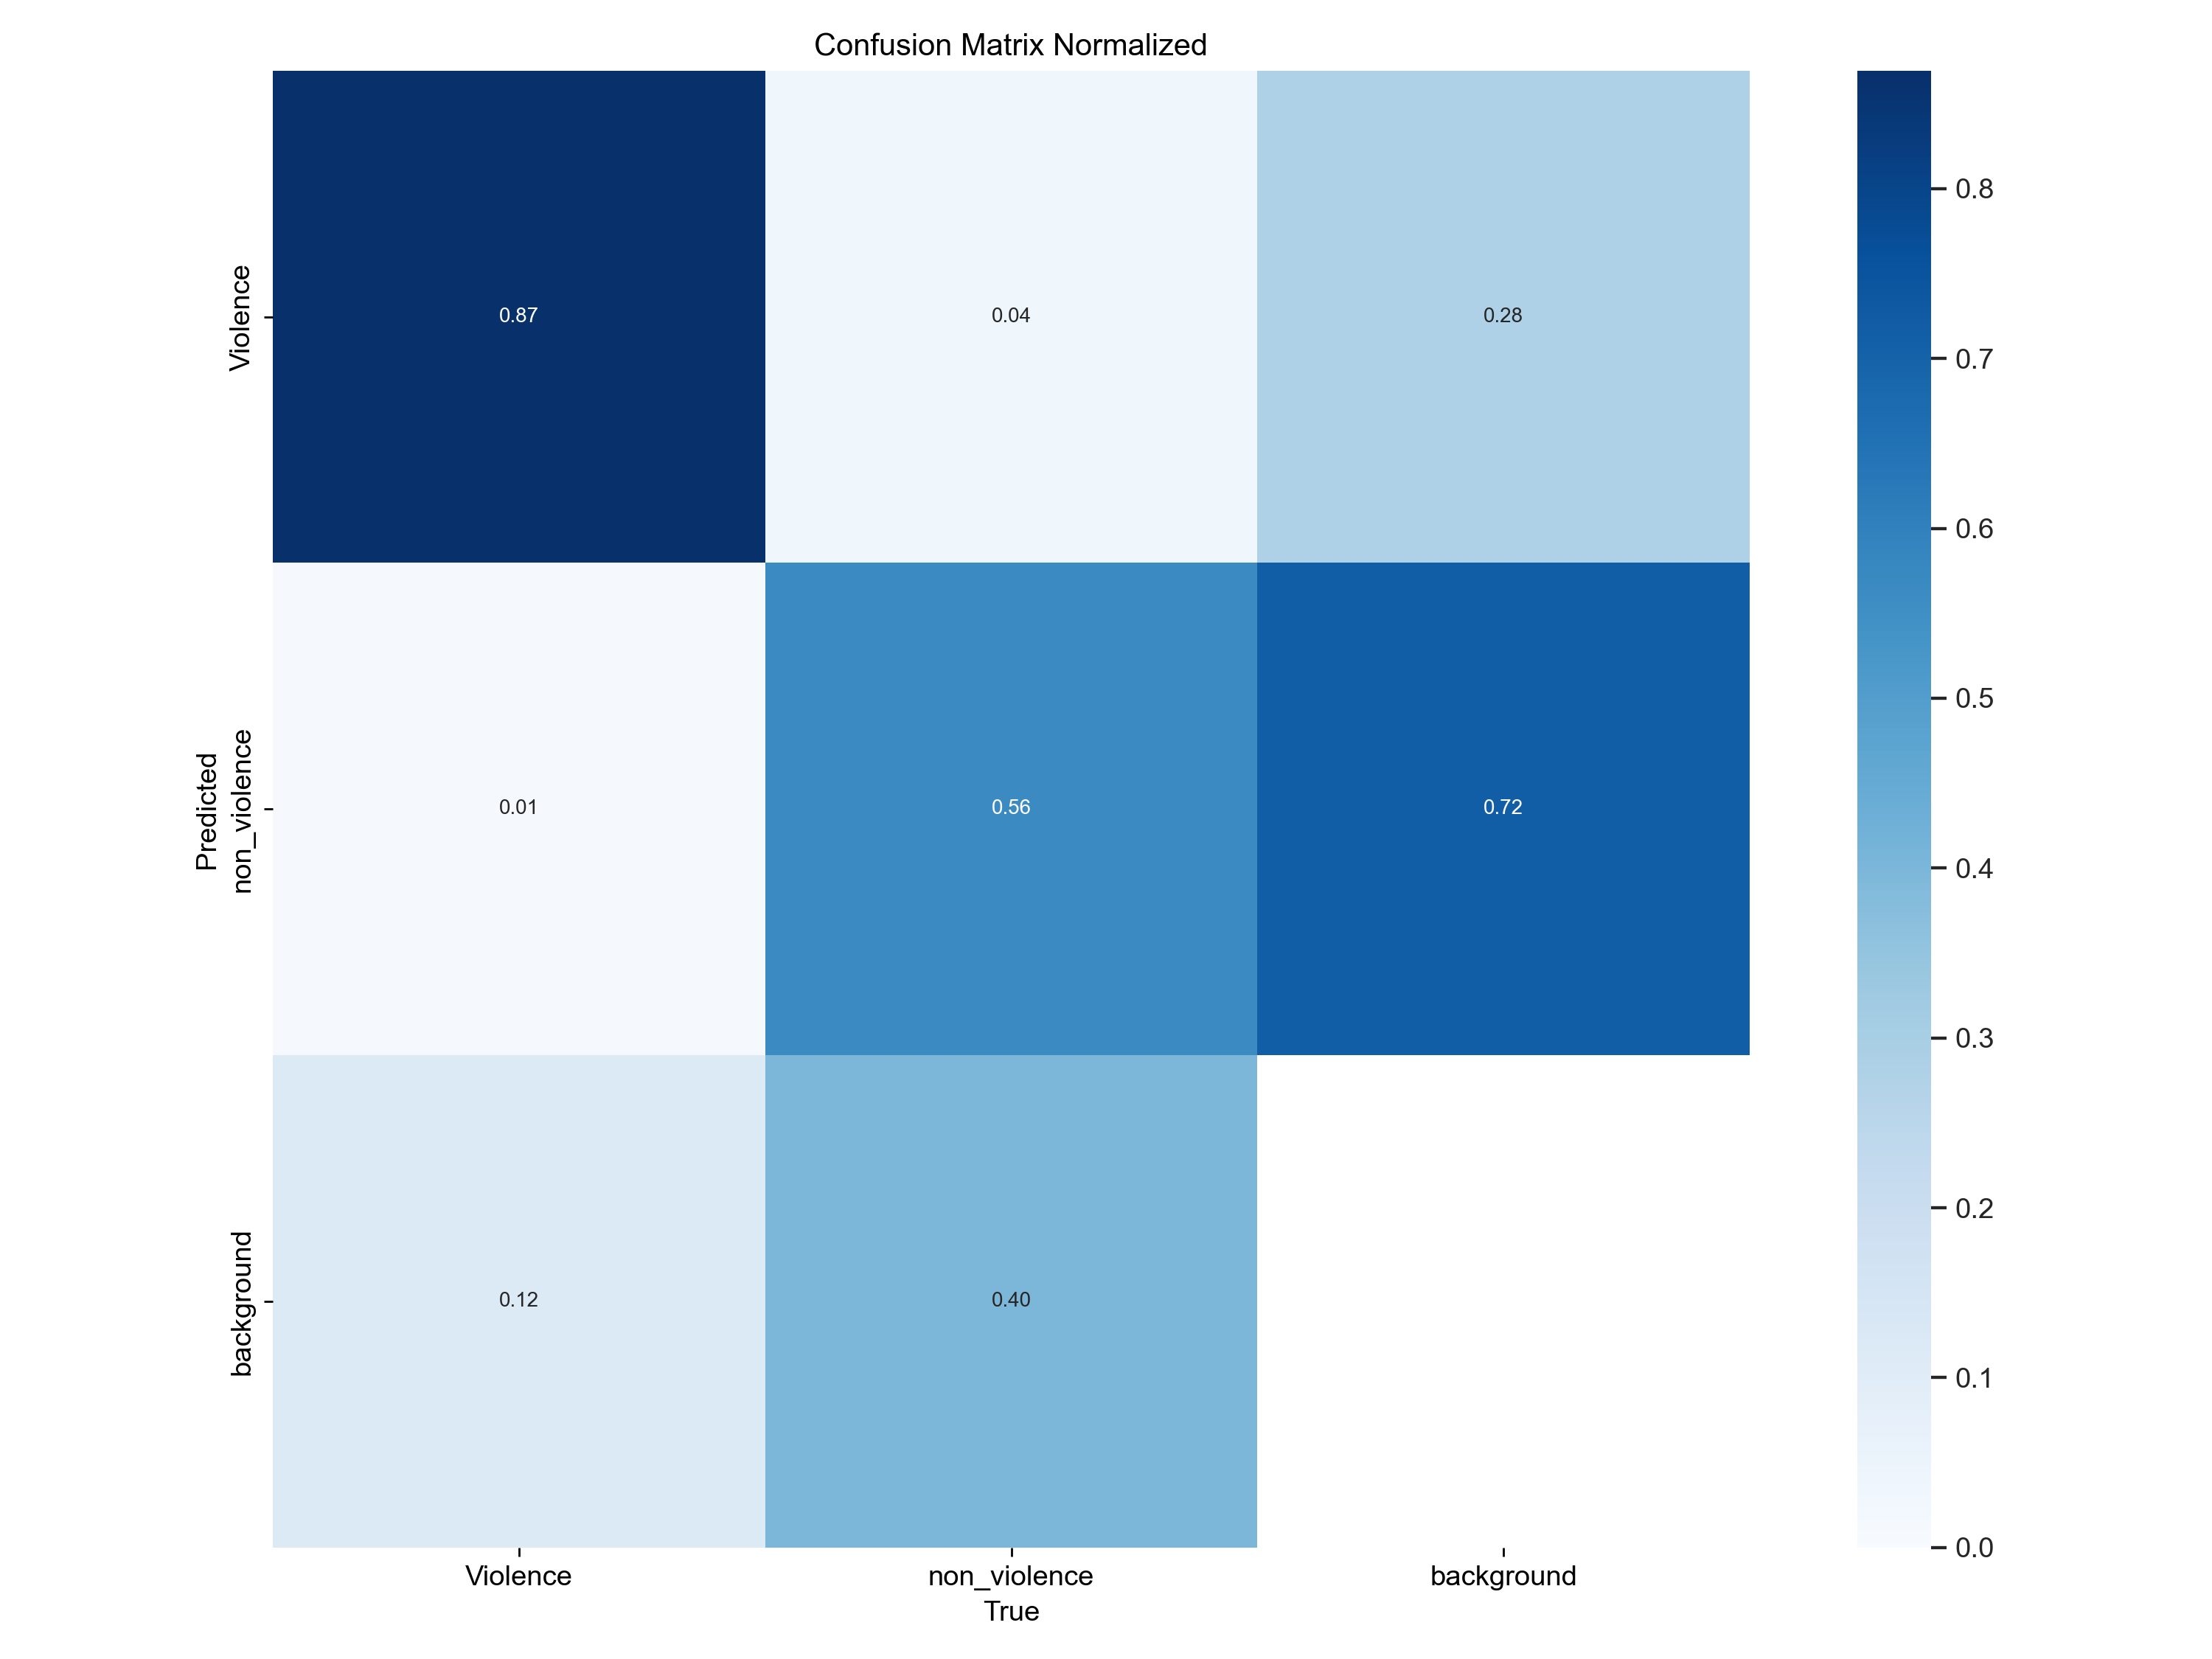 Confusion Matrix Normalized
Violence
0.87
0.04
0.28
0.8
0.7
0.6
Predicted
non_violence
0.01
0.56
0.72
0.5
0.4
0.3
background
0.12
0.40
0.2
0.1
0.0
Violence
non_violence
background
True